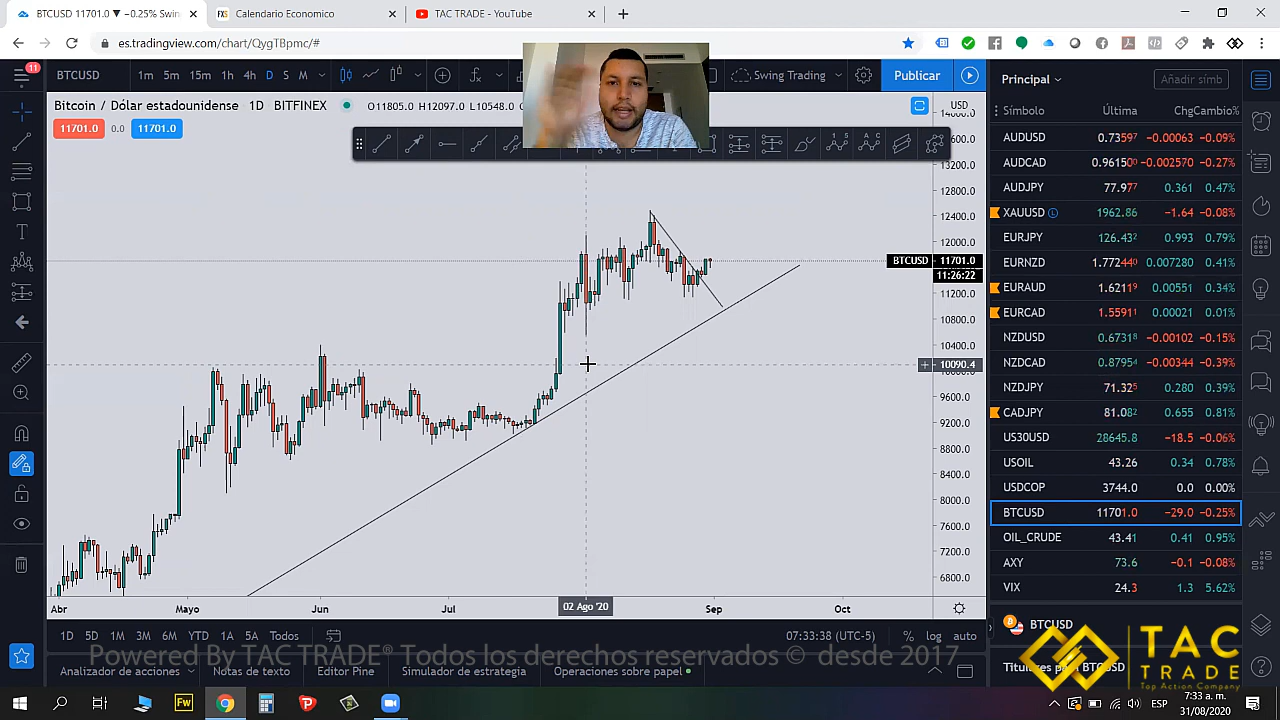 BTCUSD 11701.0 ▼ −0.25% Swin
Calendario Economico
TAC TRADE - YouTube
es.tradingview.com/chart/QygTBpmc/#
11
BTCUSD
1m 5m 15m 1h 4h D S M
Swing Trading
Publicar
Principal
Añadir símb
Bitcoin / Dólar estadounidense 1D BITFINEX
O11805.0 H12097.0 L10548.0
USD
11701.0 0.0 11701.0
Símbolo Última Chg Cambio%
AUDUSD 0.73597 −0.00063 −0.09%
AUDCAD 0.96150 −0.002570 −0.27%
AUDJPY 77.977 0.361 0.47%
XAUUSD 1962.86 −1.64 −0.08%
EURJPY 126.432 0.993 0.79%
EURNZD 1.77244 0.007280 0.41%
EURAUD 1.62119 0.00551 0.34%
EURCAD 1.55911 0.00021 0.01%
NZDUSD 0.67318 −0.00102 −0.15%
NZDCAD 0.87954 −0.00344 −0.39%
NZDJPY 71.325 0.280 0.39%
CADJPY 81.082 0.655 0.81%
US30USD 28645.8 −18.5 −0.06%
USOIL 43.26 0.34 0.78%
USDCOP 3744.0 0.0 0.00%
BTCUSD 11701.0 −29.0 −0.25%
OIL_CRUDE 43.41 0.41 0.95%
AXY 73.6 −0.1 −0.08%
VIX 24.3 1.3 5.62%
14000.0
13600.0
13200.0
12800.0
12400.0
12000.0
BTCUSD 11701.0
11:26:22
11200.0
10800.0
10400.0
10090.4
9600.0
9200.0
8800.0
8400.0
8000.0
7600.0
7200.0
6800.0
Abr Mayo Jun Jul 02 Ago '20 Sep Oct
1D 5D 1M 3M 6M YTD 1A 5A Todos
07:33:38 (UTC-5) % log auto
BTCUSD
Powered By TAC TRADE® Todos los derechos reservados © desde 2017
Analizador de acciones Notas de texto Editor Pine Simulador de estrategia Operaciones sobre papel
TAC
TRADE
Top Action Company
ESP
7:33 a. m.
31/08/2020